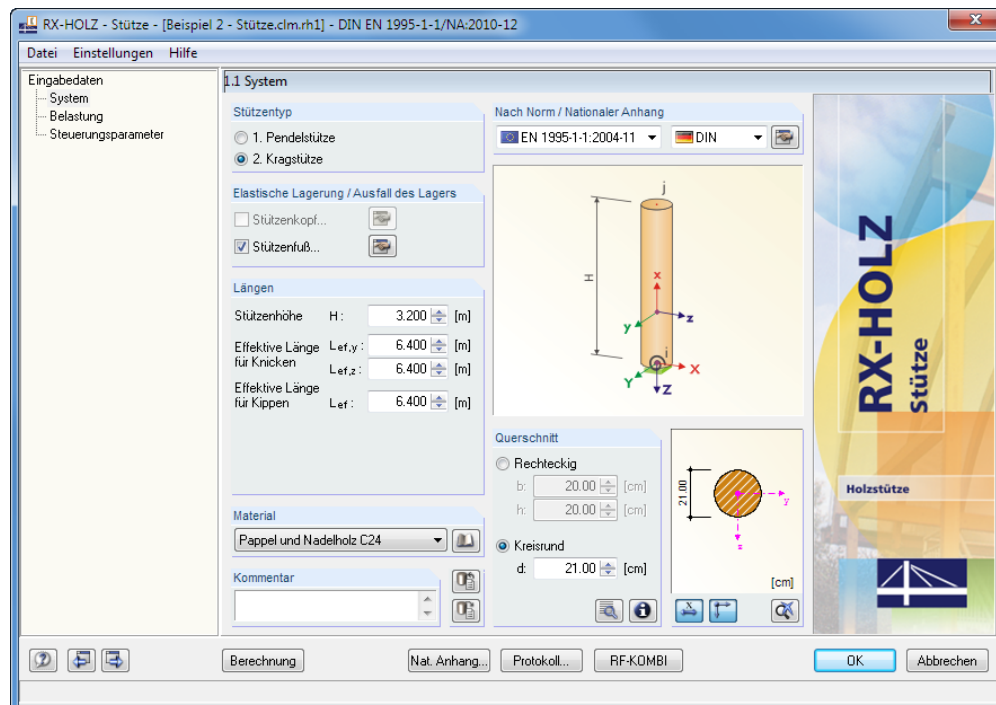 RX-HOLZ - Stütze - [Beispiel 2 - Stütze.clm.rh1] - DIN EN 1995-1-1/NA:2010-12
Datei Einstellungen Hilfe
Eingabedaten
System
Belastung
Steuerungsparameter
1.1 System
Stützentyp
1. Pendelstütze
2. Kragstütze
Elastische Lagerung / Ausfall des Lagers
Stützenkopf...
Stützenfuß...
Längen
Stützenhöhe H : 3.200 [m]
Effektive Länge für Knicken
Lef,y : 6.400 [m]
Lef,z : 6.400 [m]
Effektive Länge für Kippen
Lef : 6.400 [m]
Material
Pappel und Nadelholz C24
Kommentar
Nach Norm / Nationaler Anhang
EN 1995-1-1:2004-11
DIN
j
H
x
y
z
i
X
Y
Z
Querschnitt
Rechteckig
b: 20.00 [cm]
h: 20.00 [cm]
Kreisrund
d: 21.00 [cm]
21.00
y
z
[cm]
x
RX-HOLZ
Stütze
Holzstütze
Berechnung
Nat. Anhang...
Protokoll...
RF-KOMBI
OK
Abbrechen